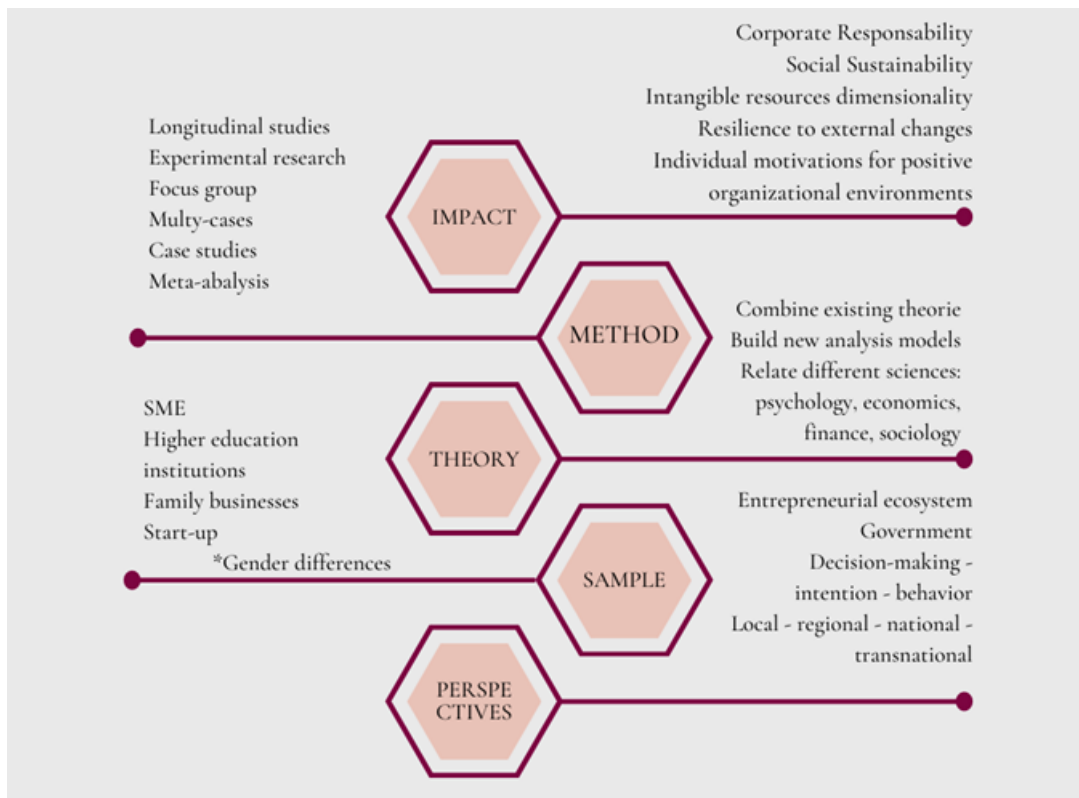 Corporate Responsability
Social Sustainability
Intangible resources dimensionality
Resilience to external changes
Individual motivations for positive
organizational environments
IMPACT
Longitudinal studies
Experimental research
Focus group
Multy-cases
Case studies
Meta-abalysis
METHOD
Combine existing theorie
Build new analysis models
Relate different sciences:
psychology, economics,
finance, sociology
THEORY
SME
Higher education
institutions
Family businesses
Start-up
*Gender differences
SAMPLE
Entrepreneurial ecosystem
Government
Decision-making -
intention - behavior
Local - regional - national -
transnational
PERSPE
CTIVES